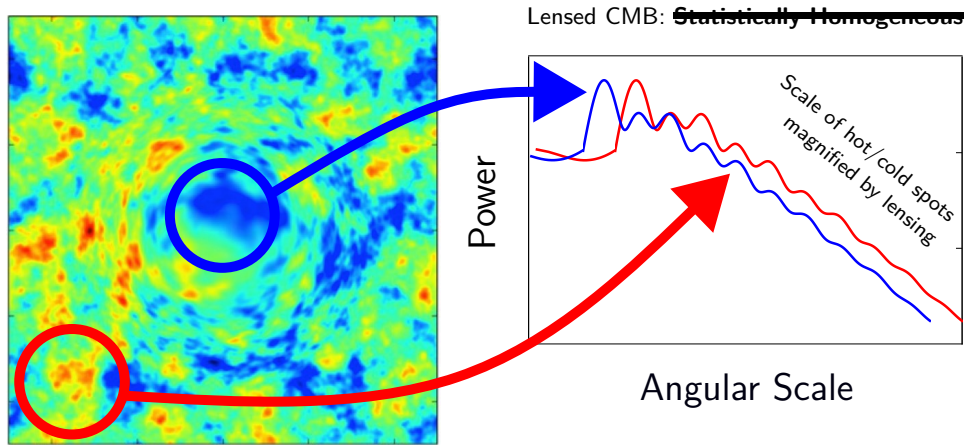 Lensed CMB: Statistically Homogeneous
Scale of hot/cold spots
magnified by lensing
Power
Angular Scale